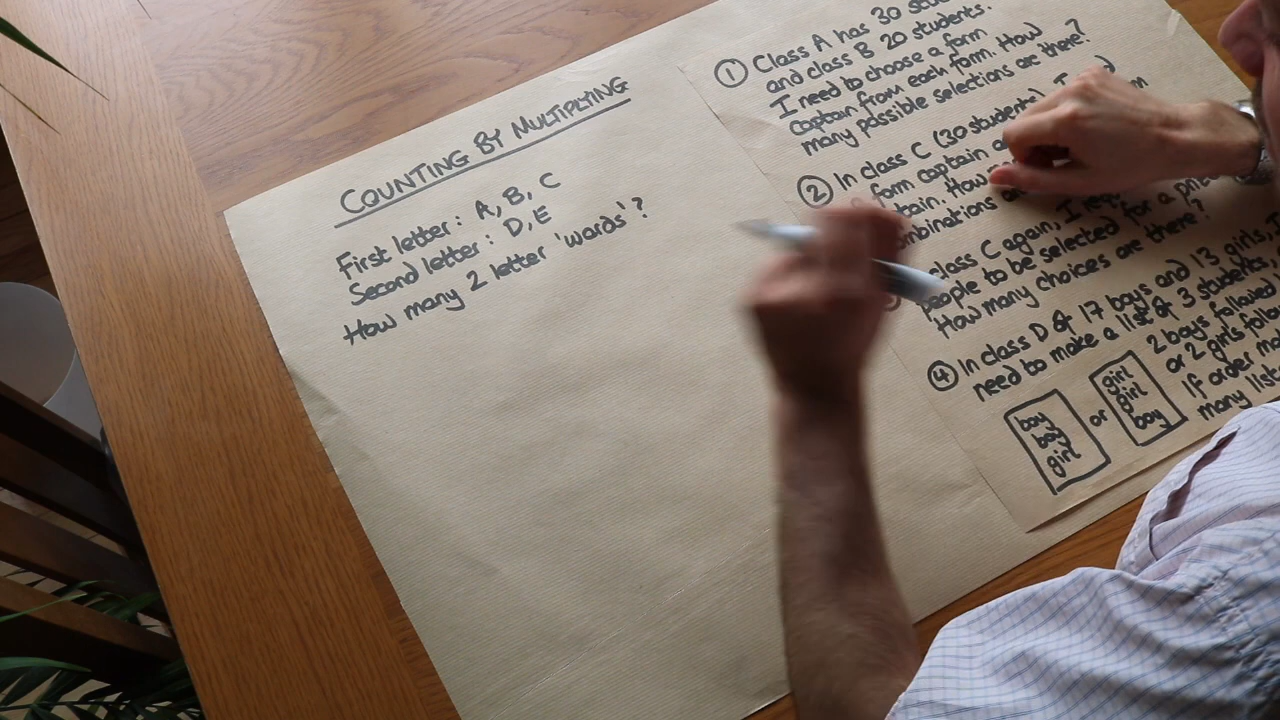 COUNTING BY MULTIPLYING
First letter: A, B, C
Second letter: D, E
How many 2 letter 'words'?
① Class A has 30
and class B 20 students.
I need to choose a form
captain from each form. How
many possible selections are there?
② In class C (30 students)
form captain
How
class C again, I
people to be selected for a
How many choices are there?
④ In class D of 17 boys and 13 girls,
need to make a list of 3 students,
2 boys followed
or 2 girls
If order
many
boy
boy
girl
or
girl
girl
boy